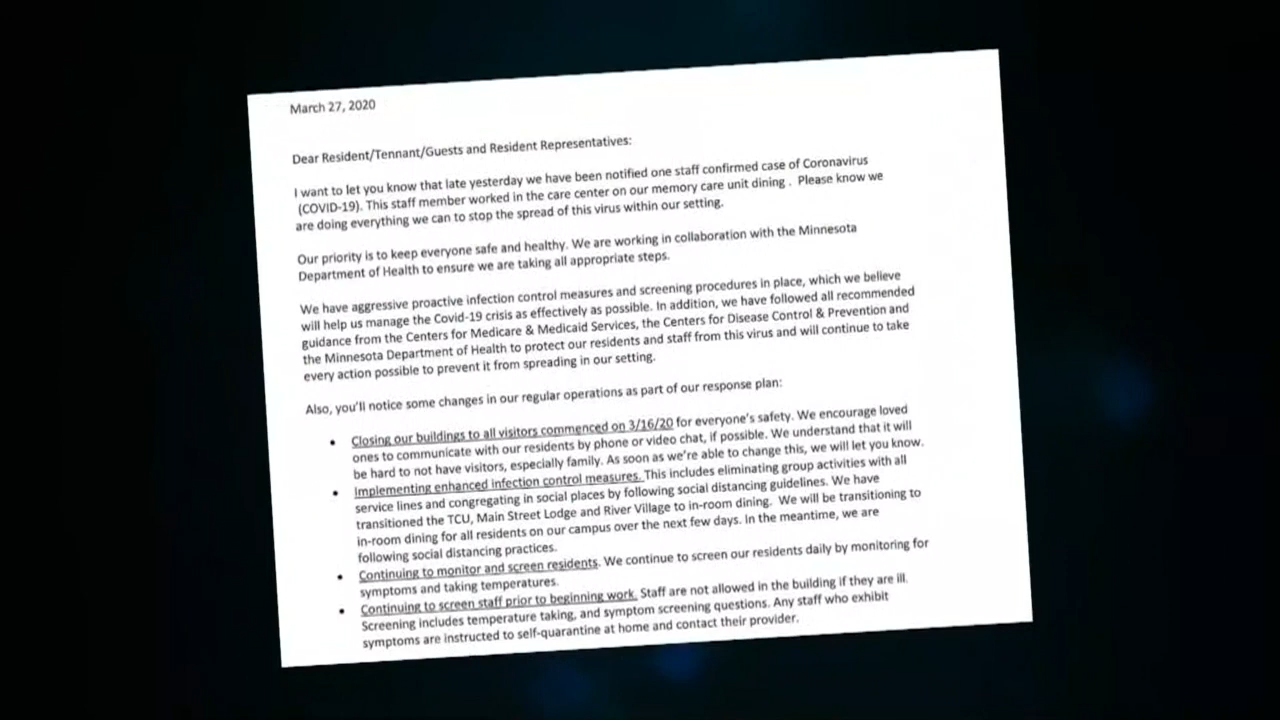 March 27, 2020
Dear Resident/Tennant/Guests and Resident Representatives:
I want to let you know that late yesterday we have been notified one staff confirmed case of Coronavirus
(COVID-19). This staff member worked in the care center on our memory care unit dining . Please know we
are doing everything we can to stop the spread of this virus within our setting.
Our priority is to keep everyone safe and healthy. We are working in collaboration with the Minnesota
Department of Health to ensure we are taking all appropriate steps.
We have aggressive proactive infection control measures and screening procedures in place, which we believe
will help us manage the Covid-19 crisis as effectively as possible. In addition, we have followed all recommended
guidance from the Centers for Medicare & Medicaid Services, the Centers for Disease Control & Prevention and
the Minnesota Department of Health to protect our residents and staff from this virus and will continue to take
every action possible to prevent it from spreading in our setting.
Also, you'll notice some changes in our regular operations as part of our response plan:
• Closing our buildings to all visitors commenced on 3/16/20 for everyone's safety. We encourage loved
ones to communicate with our residents by phone or video chat, if possible. We understand that it will
be hard to not have visitors, especially family. As soon as we're able to change this, we will let you know.
• Implementing enhanced infection control measures. This includes eliminating group activities with all
service lines and congregating in social places by following social distancing guidelines. We have
transitioned the TCU, Main Street Lodge and River Village to in-room dining. We will be transitioning to
in-room dining for all residents on our campus over the next few days. In the meantime, we are
following social distancing practices.
• Continuing to monitor and screen residents. We continue to screen our residents daily by monitoring for
symptoms and taking temperatures.
• Continuing to screen staff prior to beginning work. Staff are not allowed in the building if they are ill.
Screening includes temperature taking, and symptom screening questions. Any staff who exhibit
symptoms are instructed to self-quarantine at home and contact their provider.